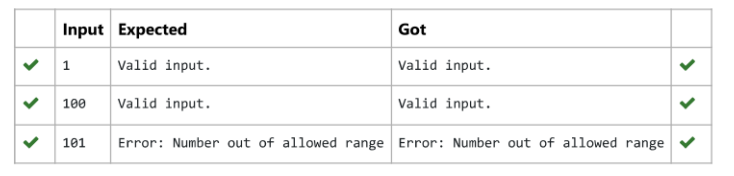 Input Expected Got
1 Valid input. Valid input.
100 Valid input. Valid input.
101 Error: Number out of allowed range Error: Number out of allowed range